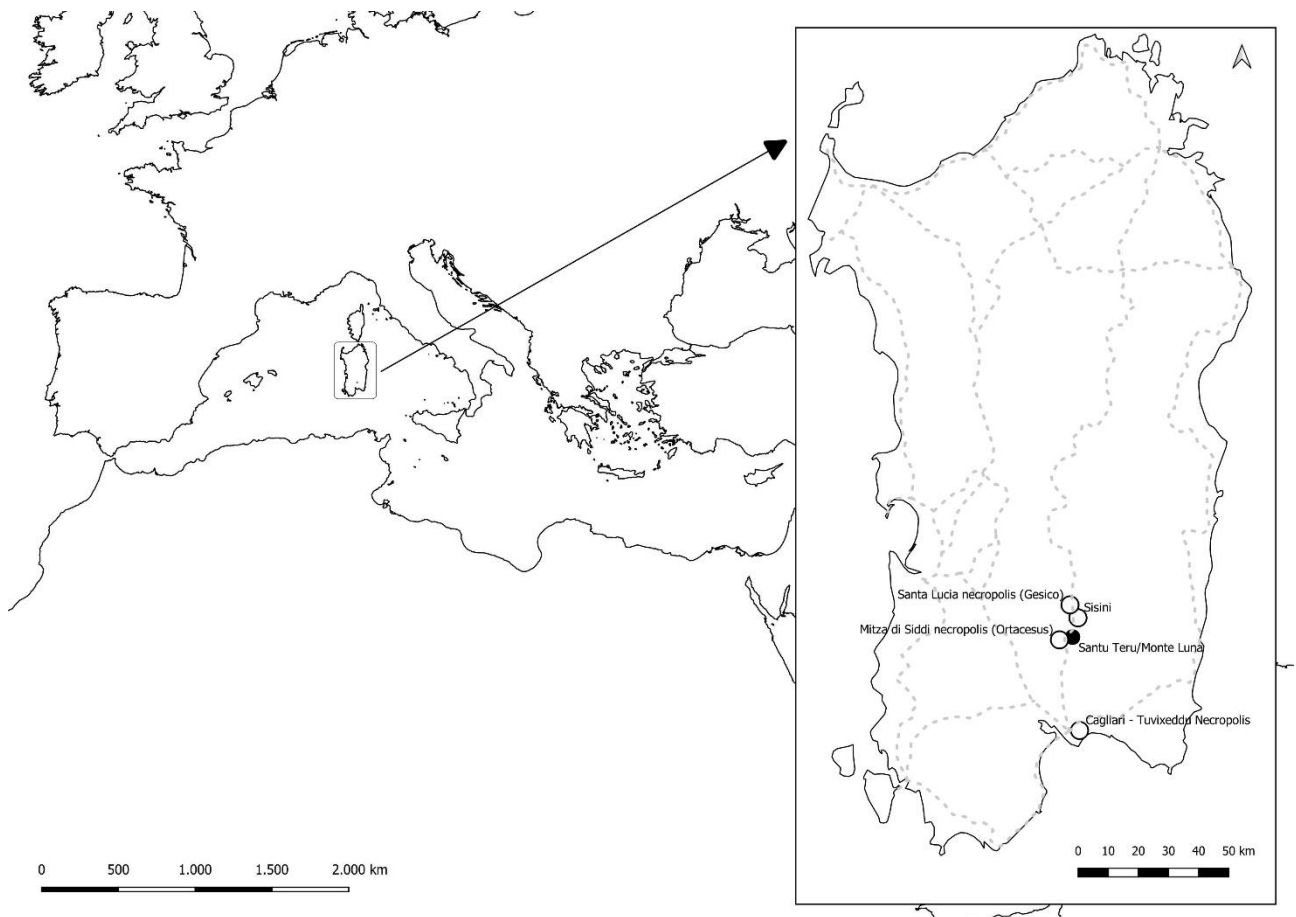 Santa Lucia necropolis (Gesico)
Sisini
Mitza di Siddi necropolis (Ortacesus)
Santu Teru/Monte Luna
Cagliari - Tuvixeddu Necropolis
0 500 1.000 1.500 2.000 km
0 10 20 30 40 50 km